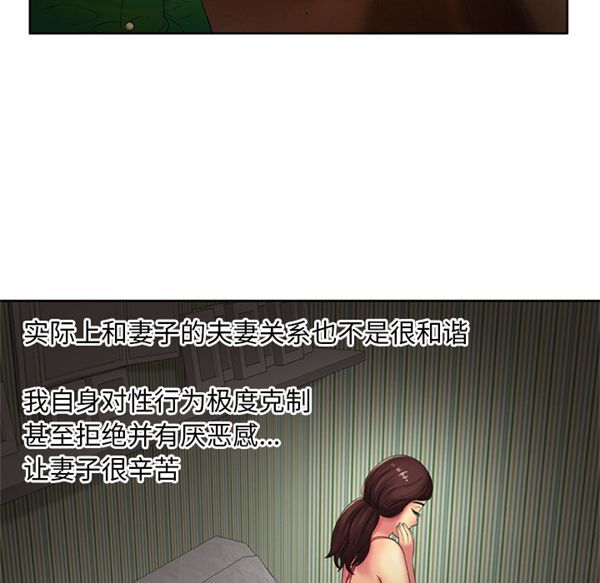 实际上和妻子的夫妻关系也不是很和谐
我自身对性行为极度克制
甚至拒绝并有厌恶感...
让妻子很辛苦